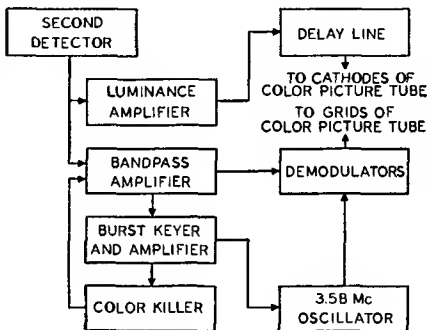 SECOND
DETECTOR
DELAY LINE
TO CATHODES OF
COLOR PICTURE TUBE
LUMINANCE
AMPLIFIER
TO GRIDS OF
COLOR PICTURE TUBE
BANDPASS
AMPLIFIER
DEMODULATORS
BURST KEYER
AND AMPLIFIER
COLOR KILLER
3.58 Mc
OSCILLATOR